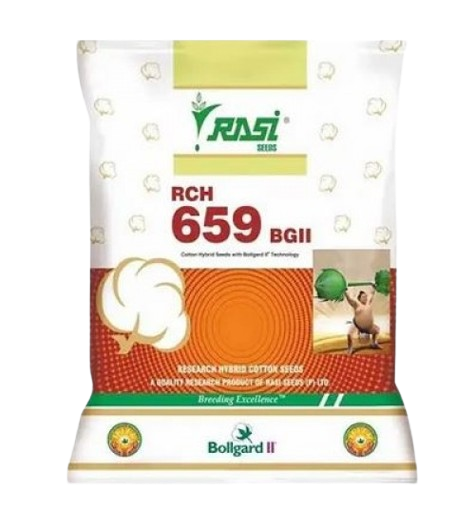 RASI®
SEEDS
RCH
659 BGII
Cotton Hybrid Seeds with Bollgard II® Technology
RESEARCH HYBRID COTTON SEEDS
A QUALITY RESEARCH PRODUCT OF RASI SEEDS (P) LTD
Breeding Excellence™
Bollgard II